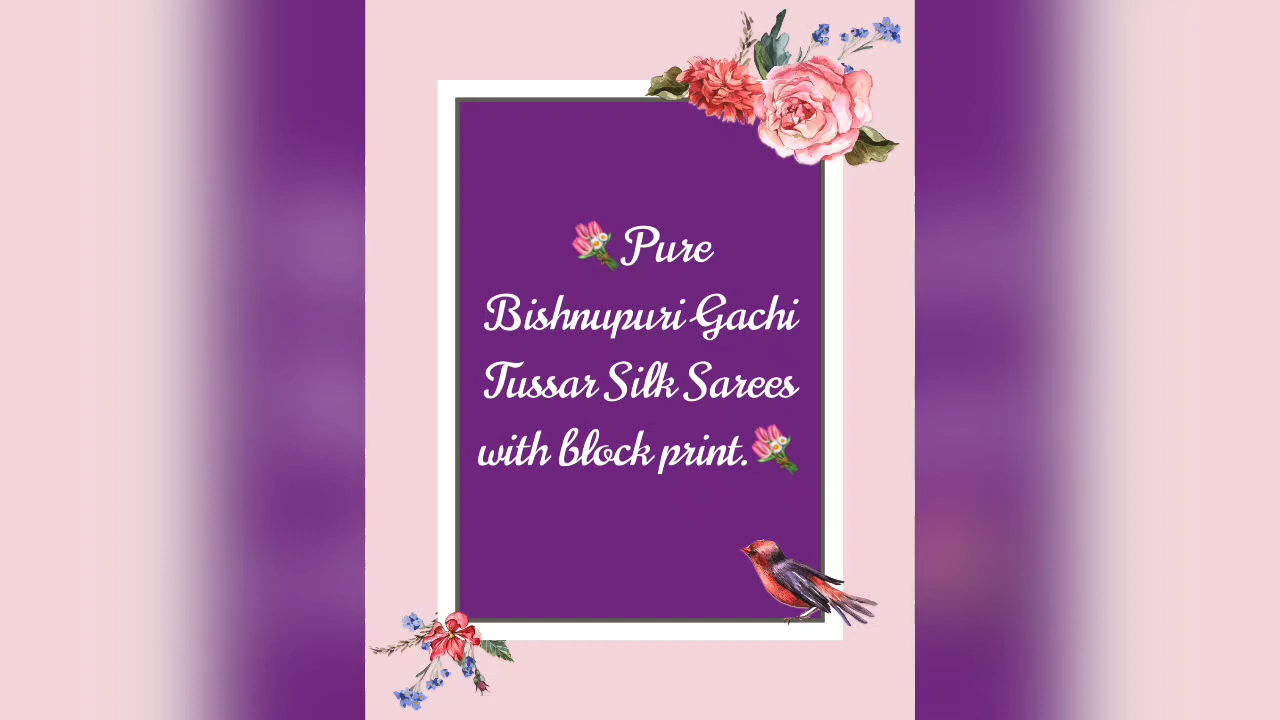 💐Pure
Bishnupuri Gachi
Tussar Silk Sarees
with block print.💐